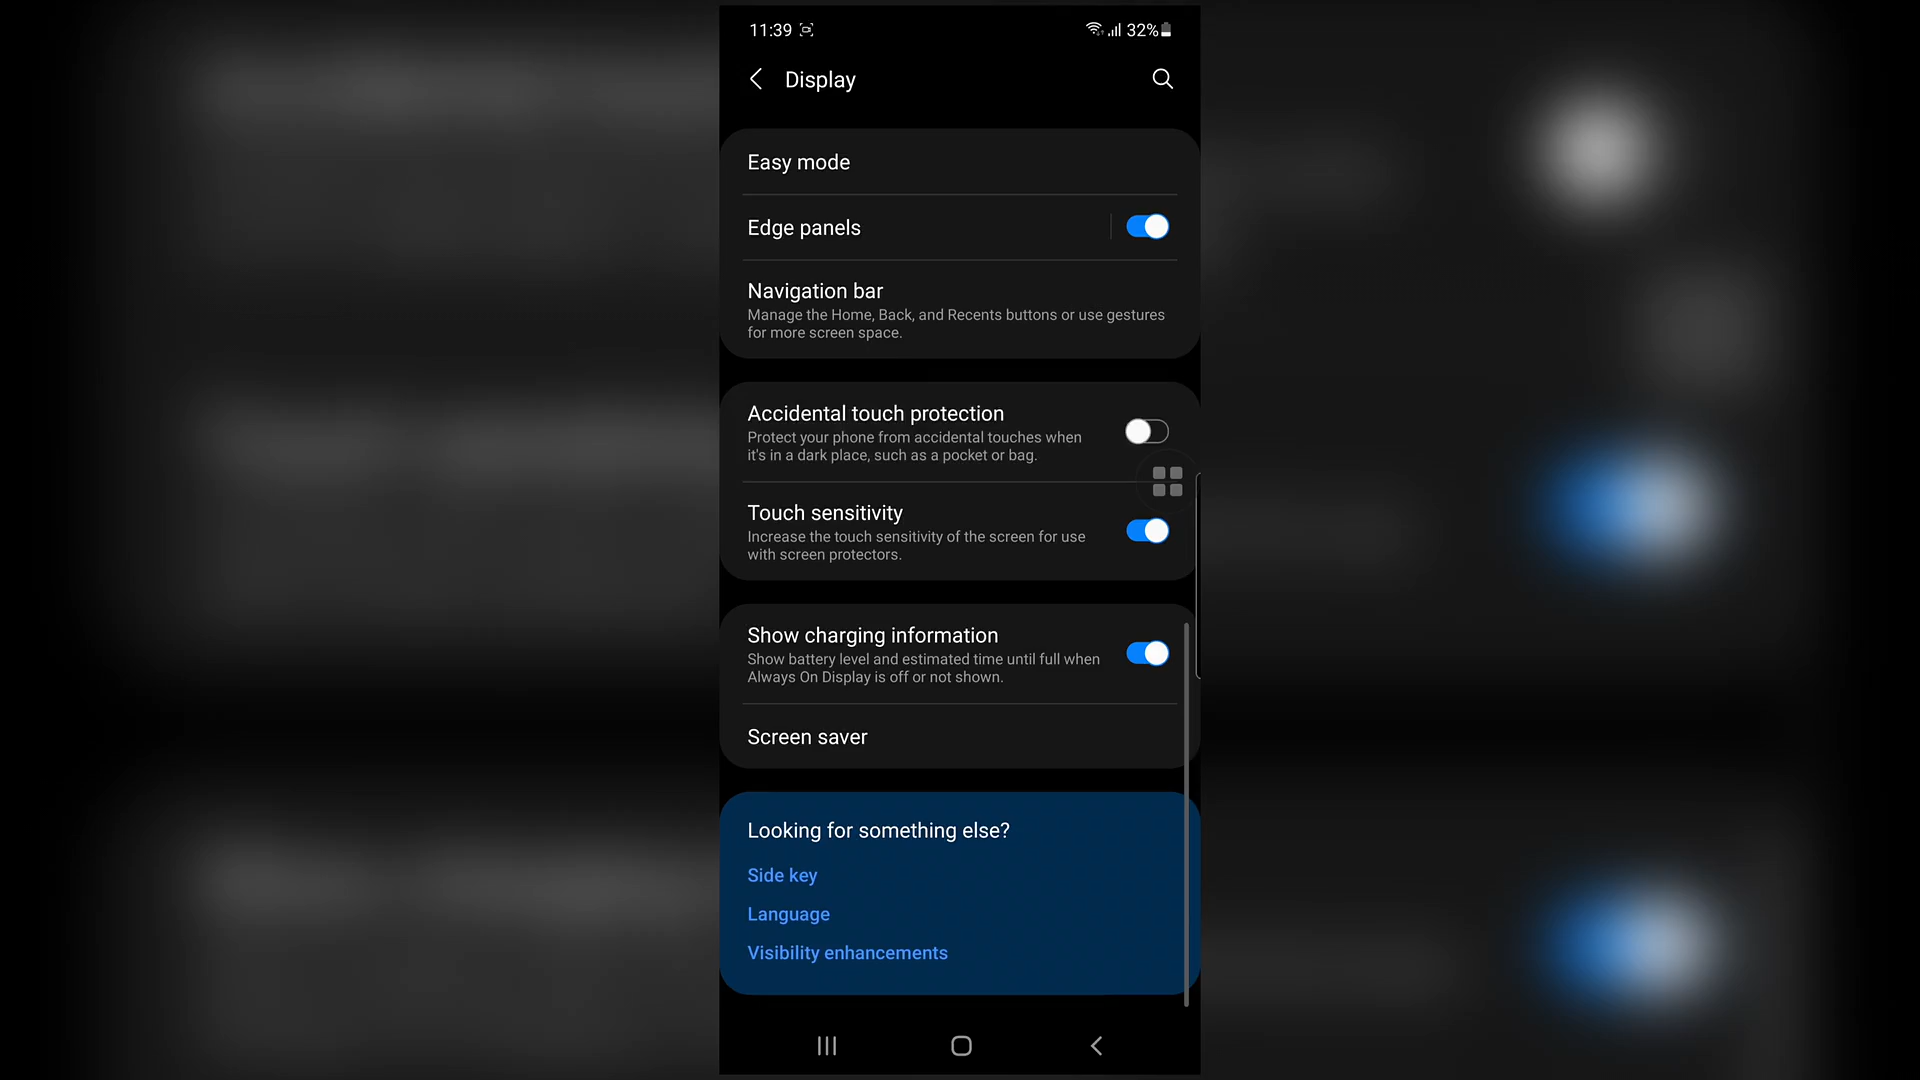 11:39
32%
Display
Easy mode
Edge panels
Navigation bar
Manage the Home, Back, and Recents buttons or use gestures
for more screen space.
Accidental touch protection
Protect your phone from accidental touches when
it's in a dark place, such as a pocket or bag.
Touch sensitivity
Increase the touch sensitivity of the screen for use
with screen protectors.
Show charging information
Show battery level and estimated time until full when
Always On Display is off or not shown.
Screen saver
Looking for something else?
Side key
Language
Visibility enhancements